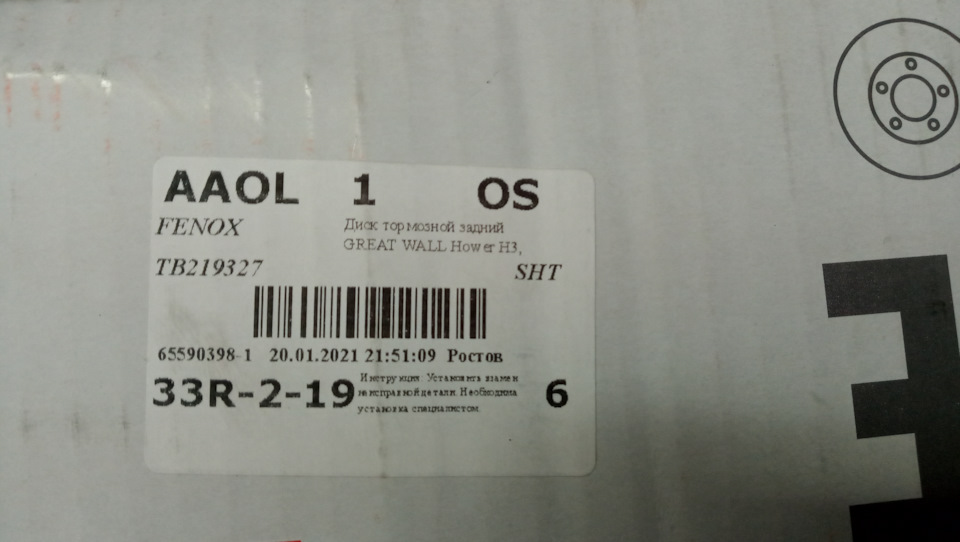 AAOL 1 OS
FENOX Диск тормозной задний
GREAT WALL Hower H3,
TB219327 SHT
65590398-1 20.01.2021 21:51:09 Ростов
33R-2-19 Инструкция: Установить взамен
неисправной детали. Необходима
установка специалистом.
6